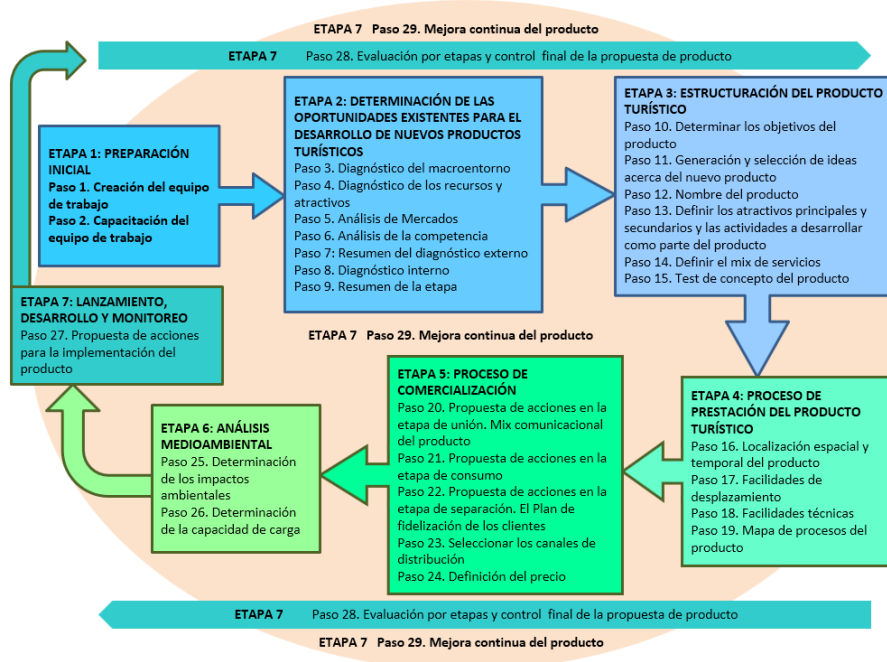 ETAPA 7   Paso 29. Mejora continua del producto
ETAPA 7   Paso 28. Evaluación por etapas y control  final de la propuesta de producto
ETAPA 1: PREPARACIÓN
INICIAL
Paso 1. Creación del equipo
de trabajo
Paso 2. Capacitación del
equipo de trabajo
ETAPA 2: DETERMINACIÓN DE LAS
OPORTUNIDADES EXISTENTES PARA EL
DESARROLLO DE NUEVOS PRODUCTOS
TURÍSTICOS
Paso 3. Diagnóstico del macroentorno
Paso 4. Diagnóstico de los recursos y
atractivos
Paso 5. Análisis de Mercados
Paso 6. Análisis de la competencia
Paso 7: Resumen del diagnóstico externo
Paso 8. Diagnóstico interno
Paso 9. Resumen de la etapa
ETAPA 3: ESTRUCTURACIÓN DEL PRODUCTO
TURÍSTICO
Paso 10. Determinar los objetivos del
producto
Paso 11. Generación y selección de ideas
acerca del nuevo producto
Paso 12. Nombre del producto
Paso 13. Definir los atractivos principales y
secundarios y las actividades a desarrollar
como parte del producto
Paso 14. Definir el mix de servicios
Paso 15. Test de concepto del producto
ETAPA 7   Paso 29. Mejora continua del producto
ETAPA 4: PROCESO DE
PRESTACIÓN DEL PRODUCTO
TURÍSTICO
Paso 16. Localización espacial y
temporal del producto
Paso 17. Facilidades de
desplazamiento
Paso 18. Facilidades técnicas
Paso 19. Mapa de procesos del
producto
ETAPA 5: PROCESO DE
COMERCIALIZACIÓN
Paso 20. Propuesta de acciones en la
etapa de unión. Mix comunicacional del
producto
Paso 21. Propuesta de acciones en la
etapa de consumo
Paso 22. Propuesta de acciones en la
etapa de separación. El Plan de
fidelización de los clientes
Paso 23. Seleccionar los canales de
distribución
Paso 24. Definición del precio
ETAPA 6: ANÁLISIS
MEDIOAMBIENTAL
Paso 25. Determinación
de los impactos
ambientales
Paso 26. Determinación
de la capacidad de carga
ETAPA 7: LANZAMIENTO,
DESARROLLO Y MONITOREO
Paso 27. Propuesta de acciones
para la implementación del
producto
ETAPA 7   Paso 28. Evaluación por etapas y control  final de la propuesta de producto
ETAPA 7   Paso 29. Mejora continua del producto